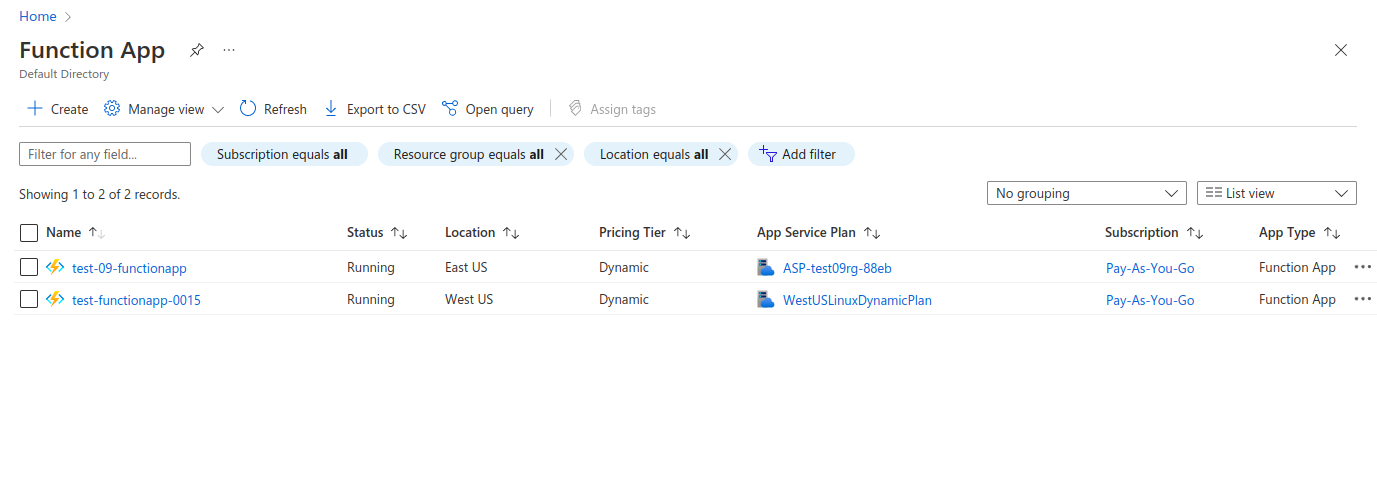 Home
Function App
Default Directory
Create Manage view Refresh Export to CSV Open query Assign tags
Filter for any field... Subscription equals all Resource group equals all Location equals all Add filter
Showing 1 to 2 of 2 records. No grouping List view
Name Status Location Pricing Tier App Service Plan Subscription App Type
test-09-functionapp Running East US Dynamic ASP-test09rg-88eb Pay-As-You-Go Function App
test-functionapp-0015 Running West US Dynamic WestUSLinuxDynamicPlan Pay-As-You-Go Function App